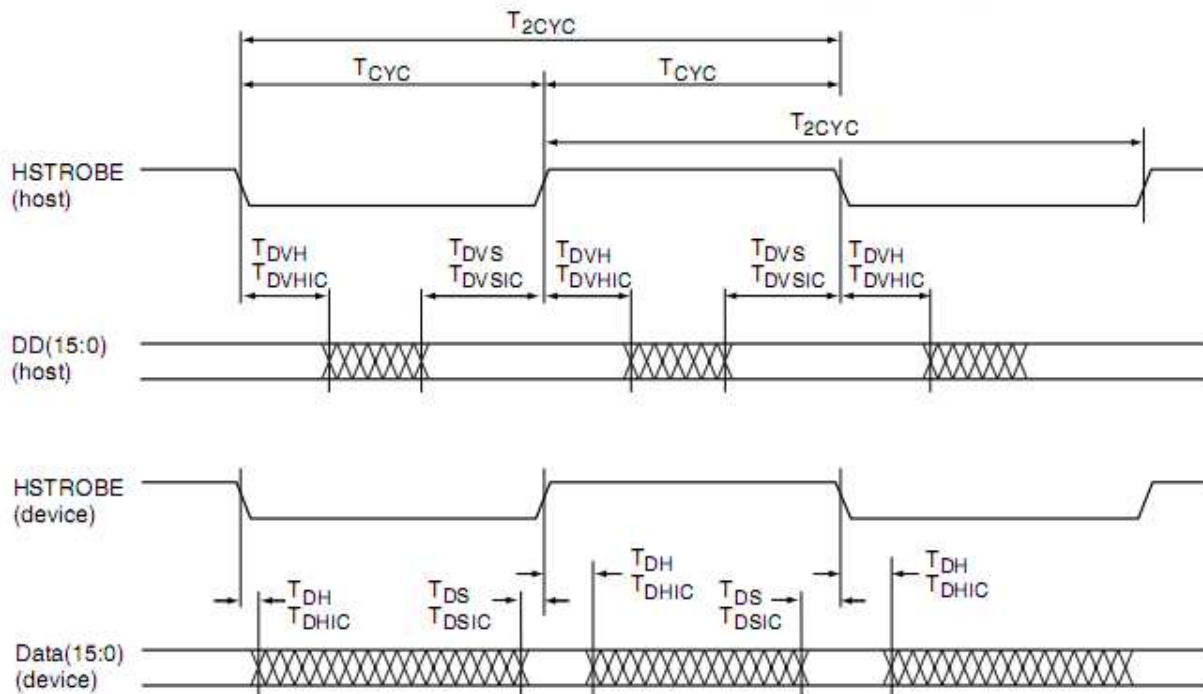 T2CYC
TCYC TCYC
T2CYC
HSTROBE
(host)
TDVH TDVS TDVH TDVS TDVH
TDVHIC TDVSIC TDVHIC TDVSIC TDVHIC
DD(15:0)
(host)
HSTROBE
(device)
TDH TDH
TDHIC TDHIC
TDH TDS TDS
TDHIC TDSIC TDSIC
Data(15:0)
(device)